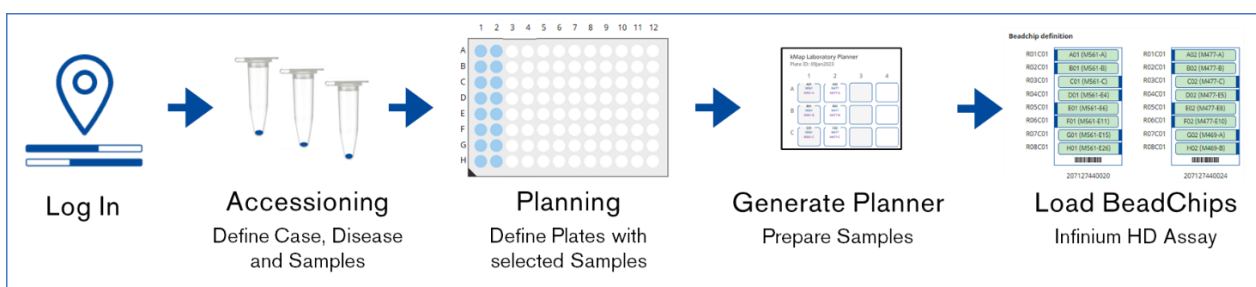 1 2 3 4 5 6 7 8 9 10 11 12
A
B
C
D
E
F
G
H
kMap Laboratory Planner
1 2 3 4
A
B
C
Beadchip definition
R01C01 A01 (M561-A) R01C01 A02 (M477-A)
R02C01 B01 (M561-B) R02C01 B02 (M477-B)
R03C01 C01 (M561-C) R03C01 C02 (M477-C)
R04C01 D01 (M561-E4) R04C01 D02 (M477-E5)
R05C01 E01 (M561-E6) R05C01 E02 (M477-E8)
R06C01 F01 (M561-E11) R06C01 F02 (M477-E10)
R07C01 G01 (M561-E15) R07C01 G02 (M469-A)
R08C01 H01 (M561-E26) R08C01 H02 (M469-B)
207127440020 207127440024
Log In
Accessioning
Define Case, Disease
and Samples
Planning
Define Plates with
selected Samples
Generate Planner
Prepare Samples
Load BeadChips
Infinium HD Assay